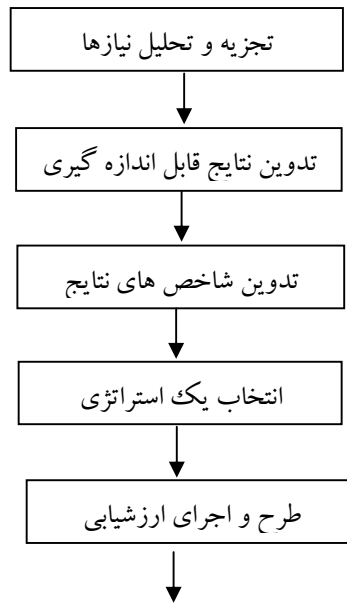 تجزیه و تحلیل نیازها
تدوین نتایج قابل اندازه گیری
تدوین شاخص های نتایج
انتخاب یک استراتژی
طرح و اجرای ارزشیابی